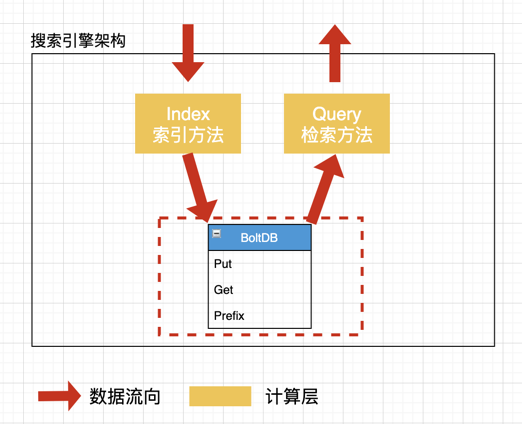 搜索引擎架构
Index
索引方法
Query
检索方法
BoltDB
Put
Get
Prefix
数据流向
计算层